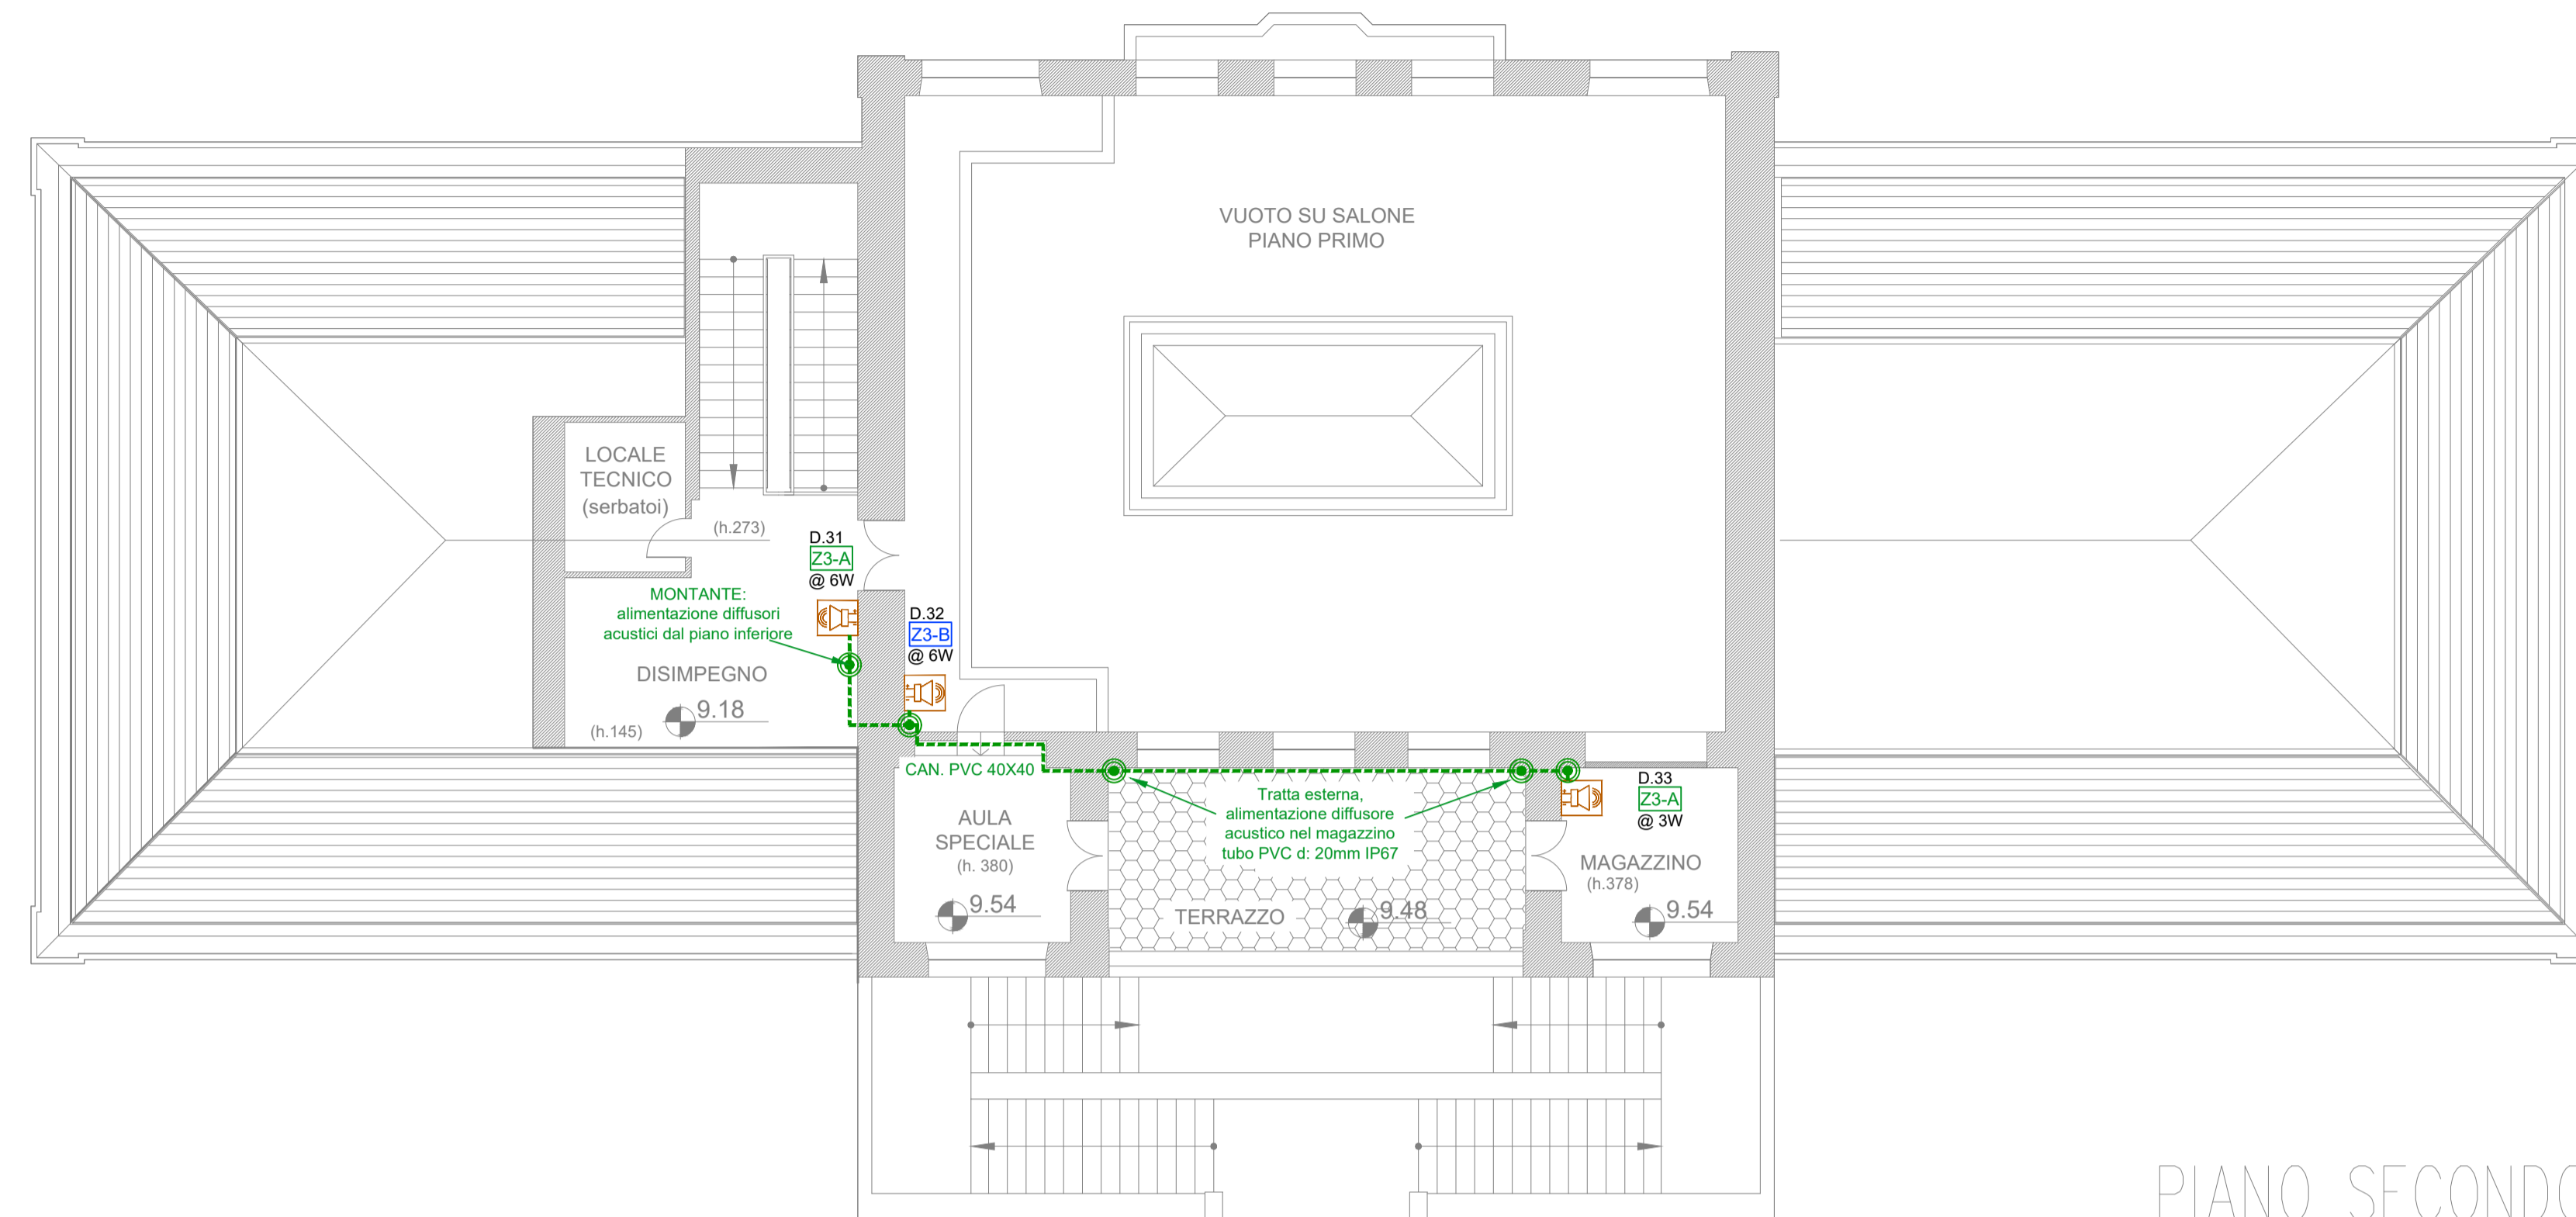 VUOTO SU SALONE
PIANO PRIMO
LOCALE
TECNICO
(serbatoi)
(h.273)
D.31
Z3-A
@ 6W
MONTANTE:
alimentazione diffusori
acustici dal piano inferiore
D.32
Z3-B
@ 6W
DISIMPEGNO
9.18
(h.145)
CAN. PVC 40X40
AULA
SPECIALE
(h. 380)
9.54
Tratta esterna,
alimentazione diffusore
acustico nel magazzino
tubo PVC d: 20mm IP67
TERRAZZO
9.48
D.33
Z3-A
@ 3W
MAGAZZINO
(h.378)
9.54
PIANO SECONDO